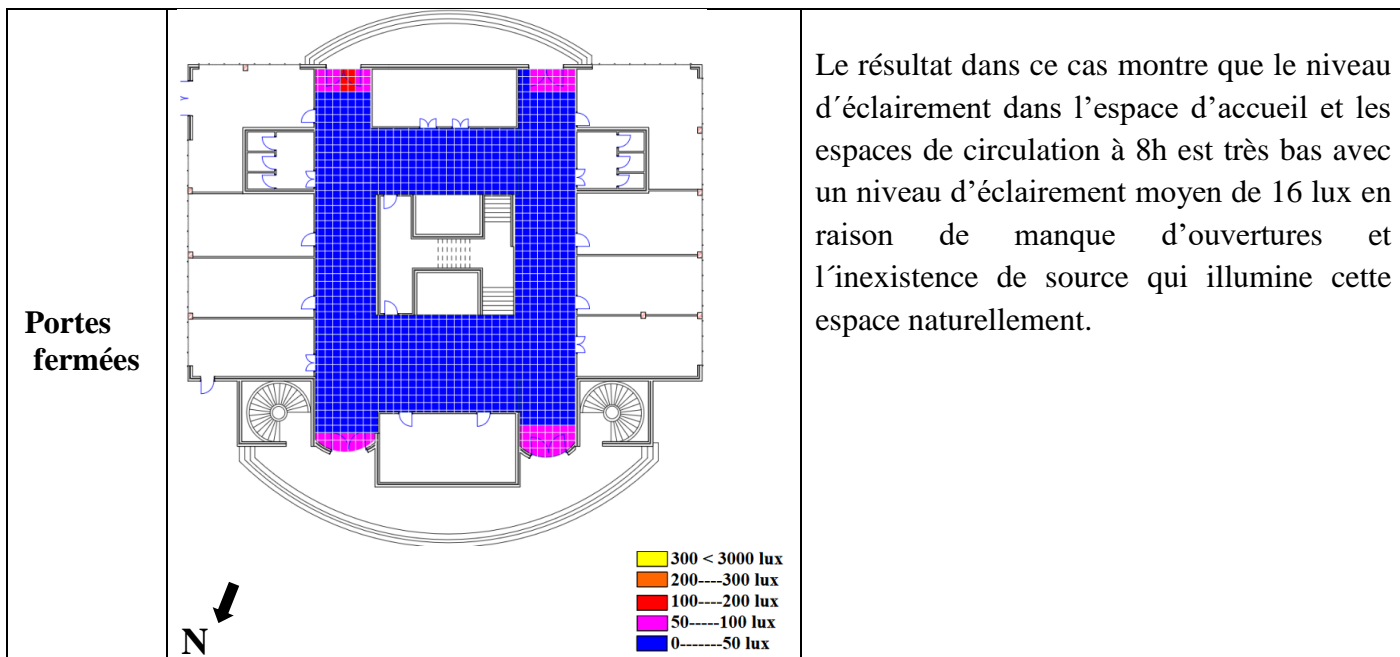 Portes
fermées
N
300 < 3000 lux
200----300 lux
100----200 lux
50-----100 lux
0-------50 lux
Le résultat dans ce cas montre que le niveau
d´éclairement dans l’espace d’accueil et les
espaces de circulation à 8h est très bas avec
un niveau d’éclairement moyen de 16 lux en
raison de manque d’ouvertures et
l´inexistence de source qui illumine cette
espace naturellement.